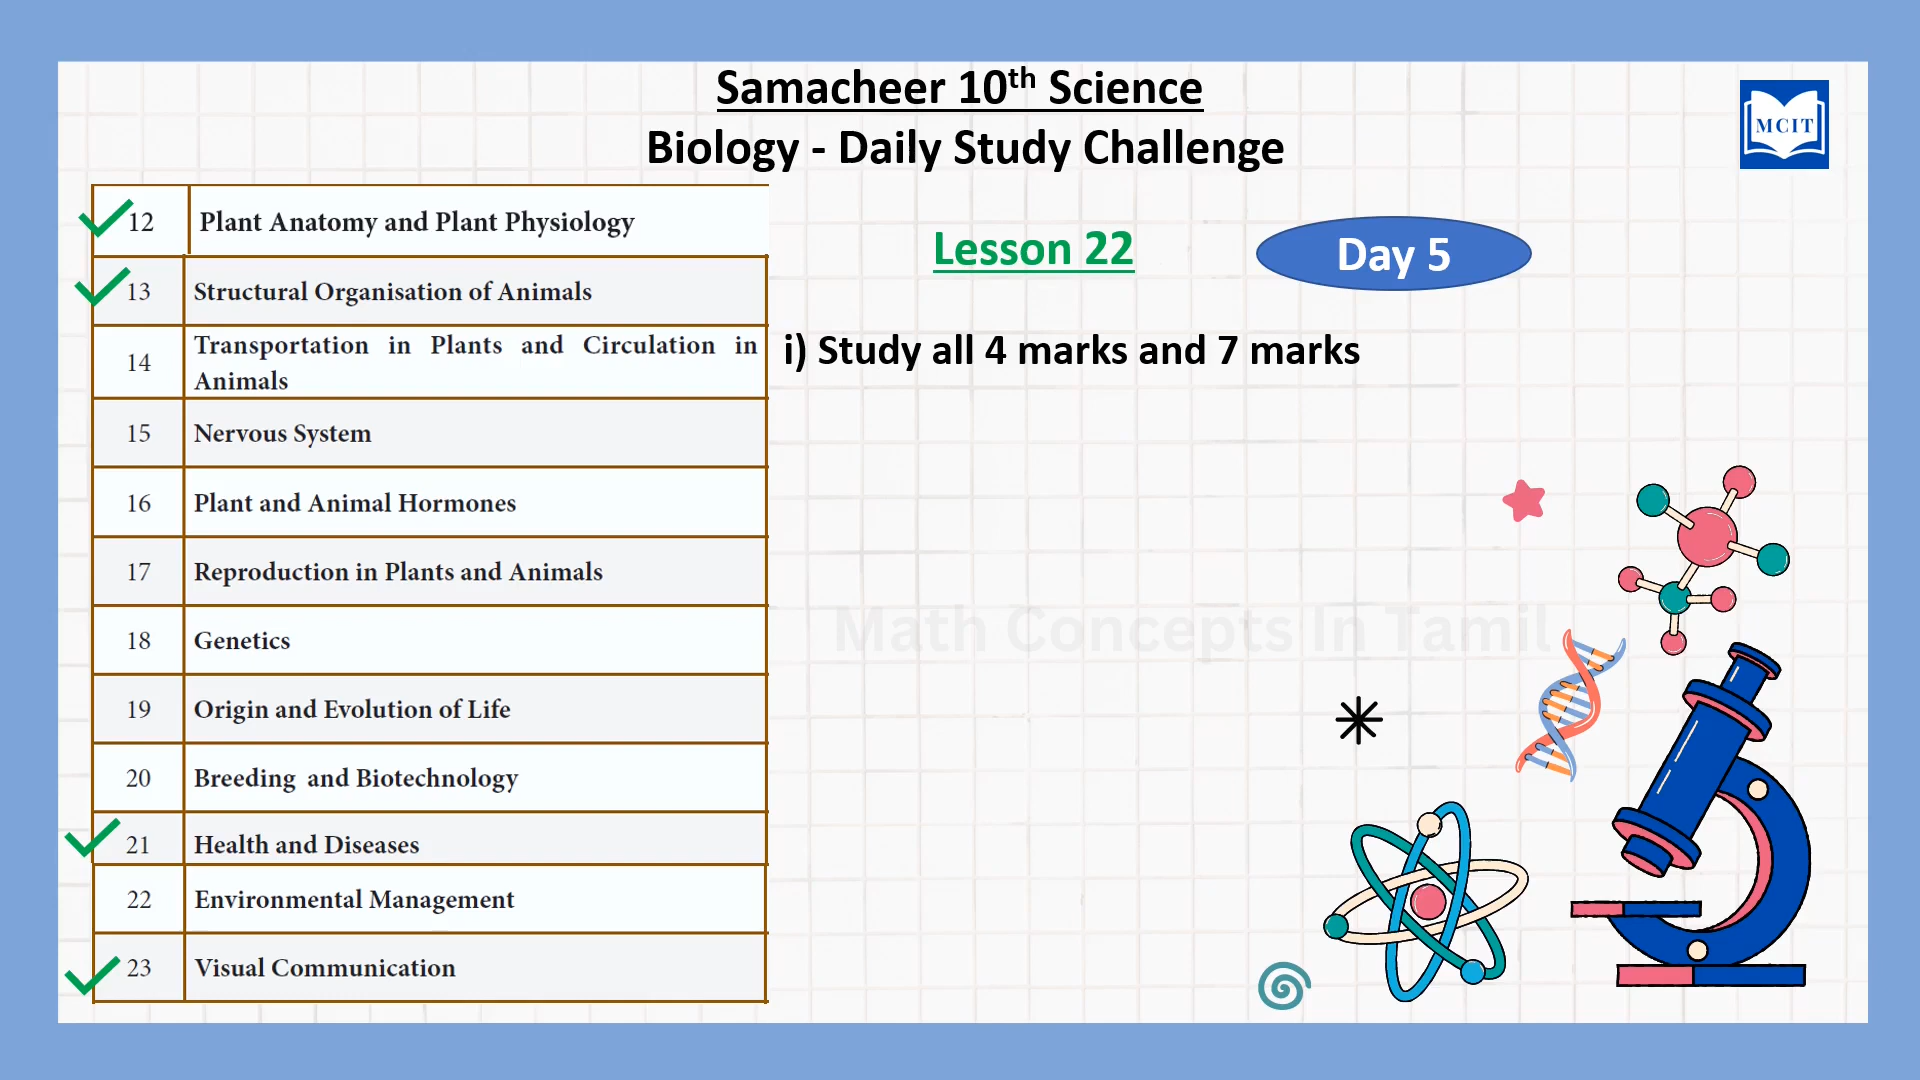 Samacheer 10th Science
Biology - Daily Study Challenge
MCIT
12 Plant Anatomy and Plant Physiology
13 Structural Organisation of Animals
14 Transportation in Plants and Circulation in
Animals
15 Nervous System
16 Plant and Animal Hormones
17 Reproduction in Plants and Animals
18 Genetics
19 Origin and Evolution of Life
20 Breeding and Biotechnology
21 Health and Diseases
22 Environmental Management
23 Visual Communication
Lesson 22
Day 5
i) Study all 4 marks and 7 marks
Math Concepts In Tamil